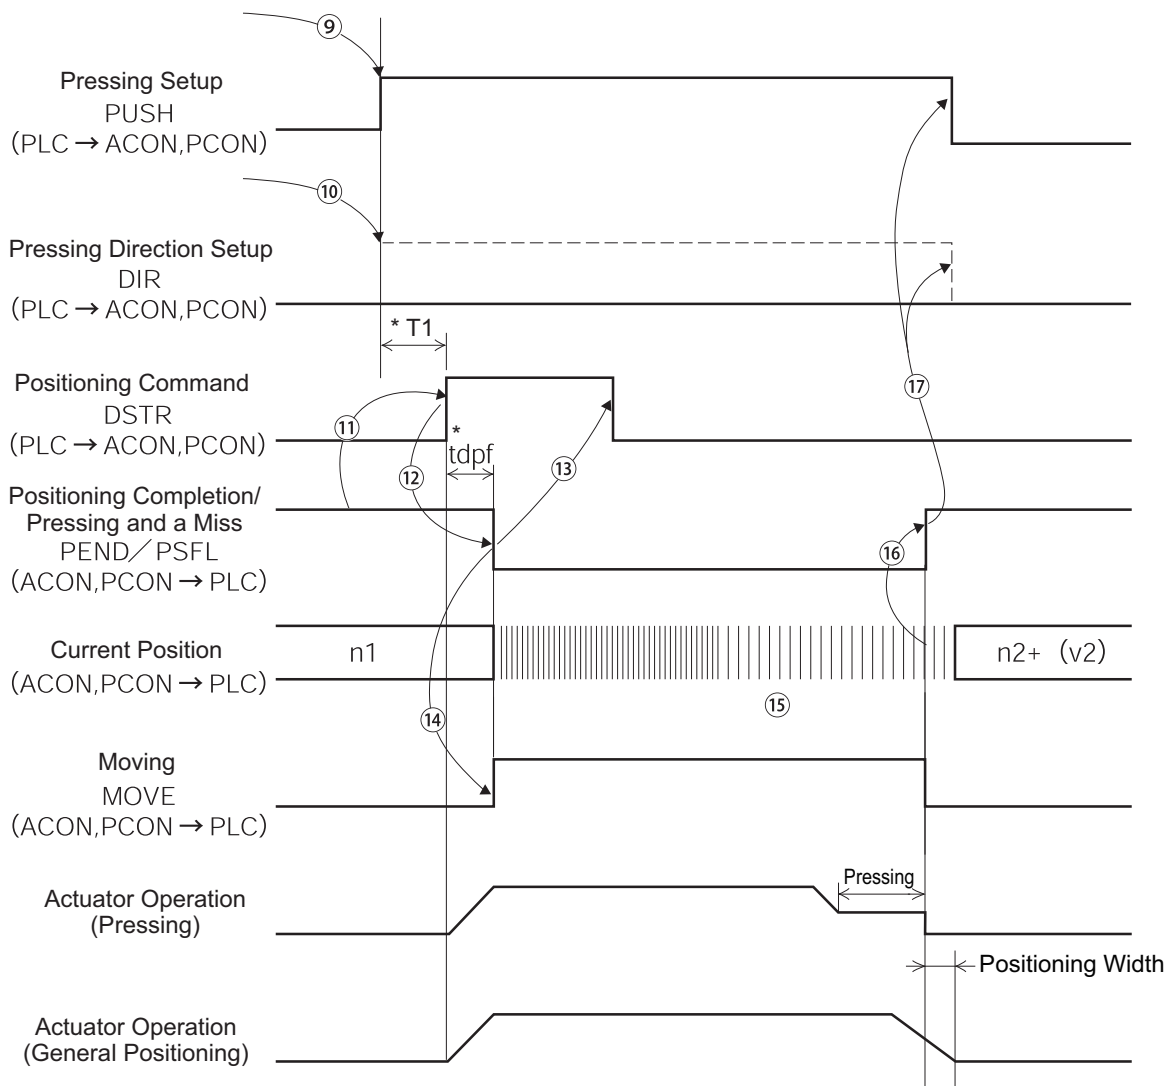 ⑨
Pressing Setup
PUSH
(PLC → ACON,PCON)
⑩
Pressing Direction Setup
DIR
(PLC → ACON,PCON)
* T1
Positioning Command
DSTR
(PLC → ACON,PCON)
⑰
⑪
*
tdpf
⑫
⑬
Positioning Completion/
Pressing and a Miss
PEND／PSFL
(ACON,PCON → PLC)
⑯
Current Position
(ACON,PCON → PLC)
n1
n2+ (v2)
⑮
⑭
Moving
MOVE
(ACON,PCON → PLC)
Actuator Operation
(Pressing)
Pressing
Positioning Width
Actuator Operation
(General Positioning)